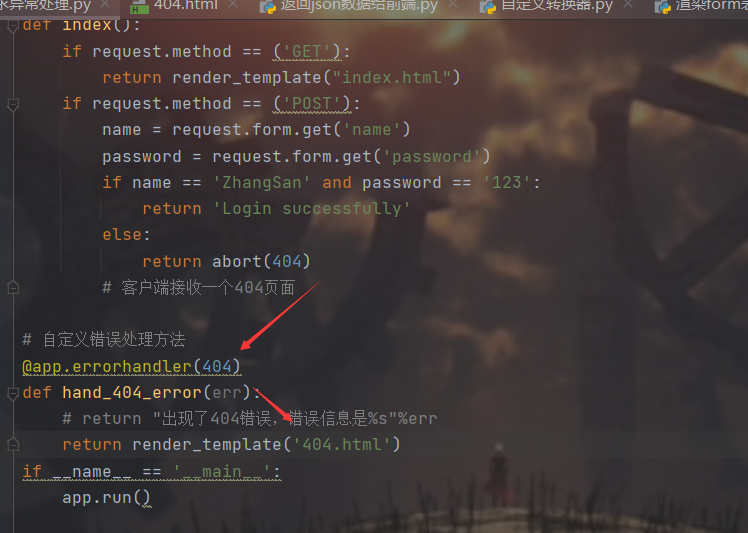 求异常处理.py 404.html 返回json数据给前端.py 自定义转换器.py 渲染form表
def index():
if request.method == ('GET'):
return render_template("index.html")
if request.method == ('POST'):
name = request.form.get('name')
password = request.form.get('password')
if name == 'ZhangSan' and password == '123':
return 'Login successfully'
else:
return abort(404)
# 客户端接收一个404页面
# 自定义错误处理方法
@app.errorhandler(404)
def hand_404_error(err):
# return "出现了404错误，错误信息是%s"%err
return render_template('404.html')
if __name__ == '__main__':
app.run()